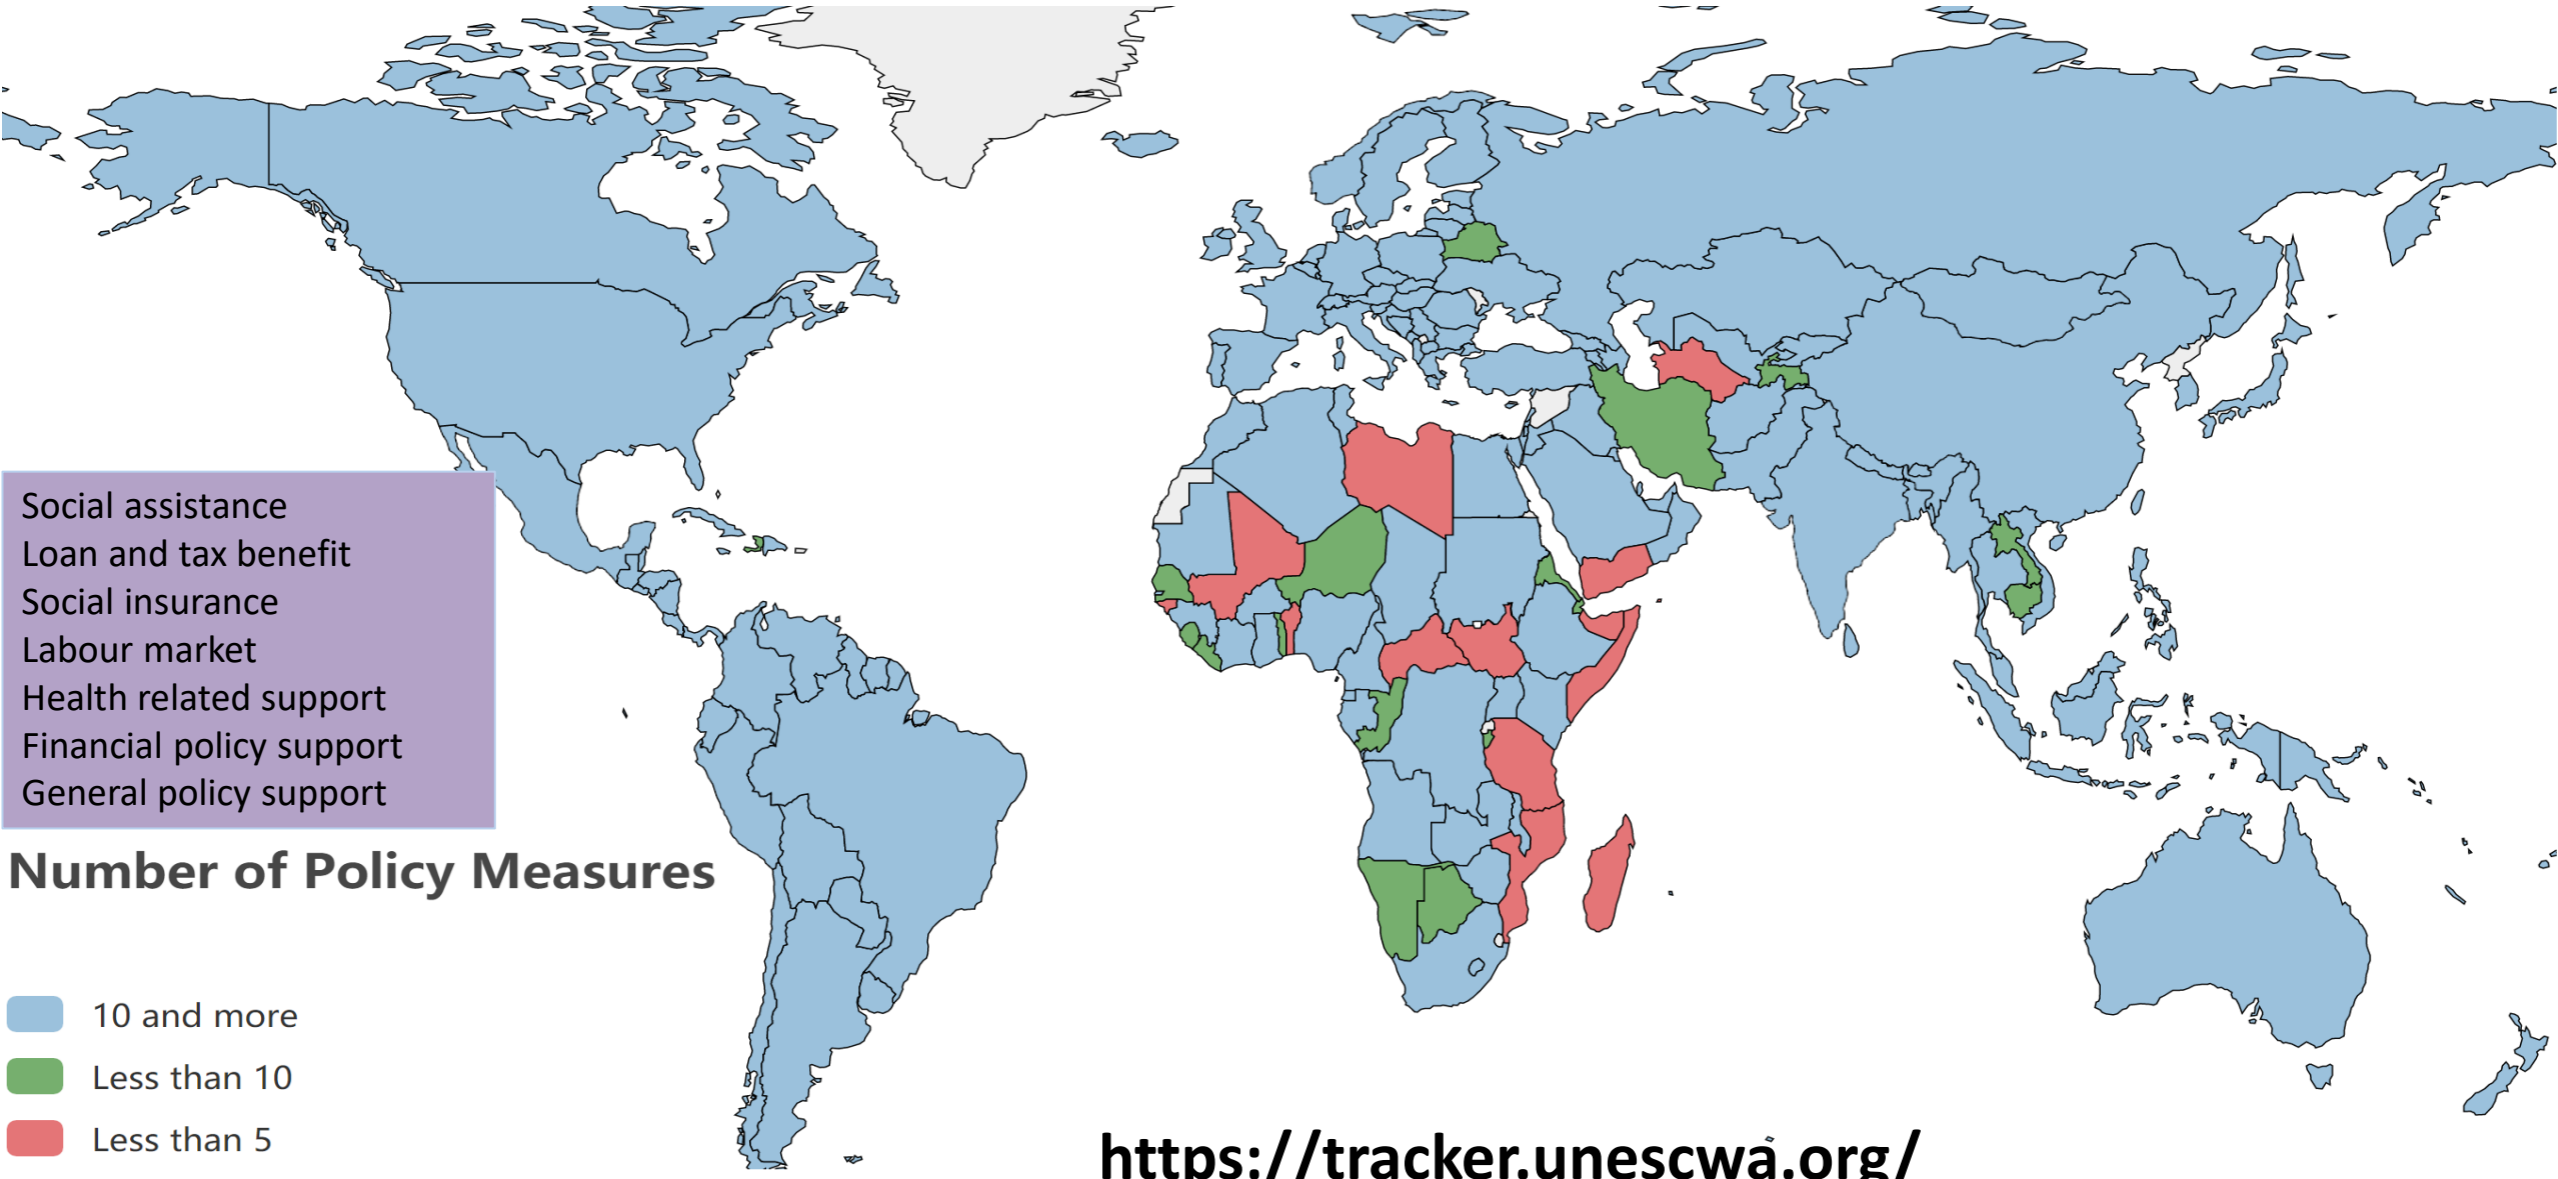 Social assistance
Loan and tax benefit
Social insurance
Labour market
Health related support
Financial policy support
General policy support
Number of Policy Measures
10 and more
Less than 10
Less than 5
https://tracker.unescwa.org/